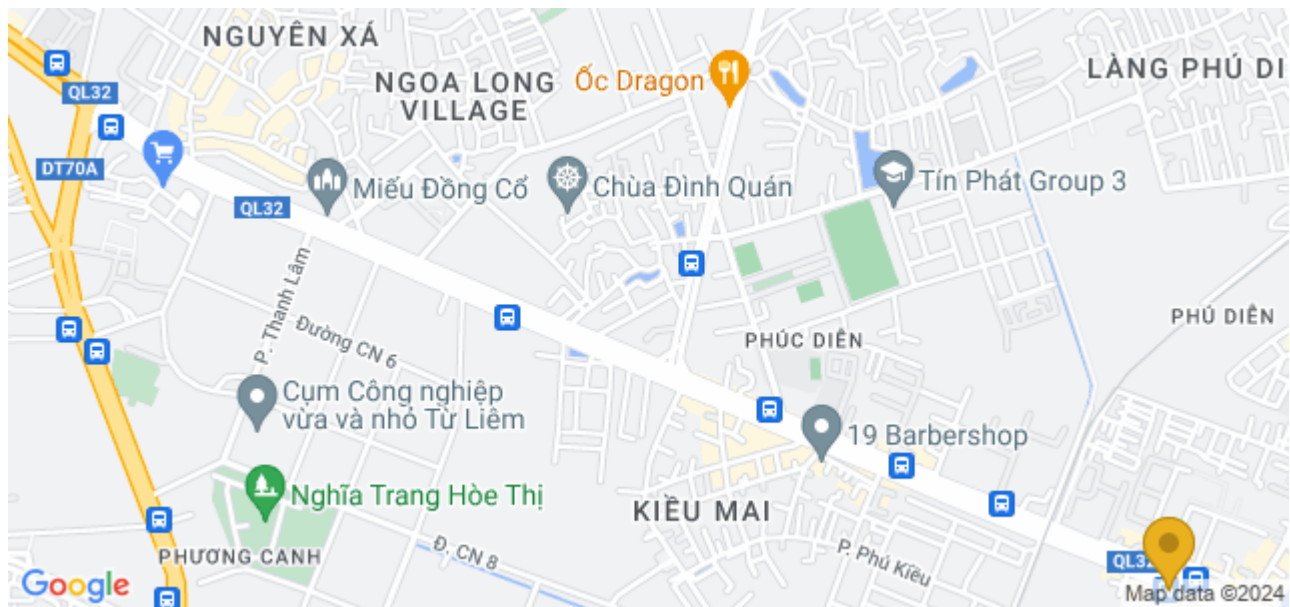 NGUYÊN XÁ
NGOA LONG
VILLAGE
Ốc Dragon
LÀNG PHÚ DI
QL32
DT70A
QL32
Miếu Đồng Cổ
Chùa Đình Quán
Tín Phát Group 3
P. Thanh Lâm
Đường CN 6
PHÚC DIỄN
PHÚ DIỄN
Cụm Công nghiệp
vừa và nhỏ Từ Liêm
19 Barbershop
Nghĩa Trang Hòe Thị
KIỀU MAI
PHƯƠNG CANH
Đ. CN 8
P. Phú Kiều
QL32
Google
Map data ©2024